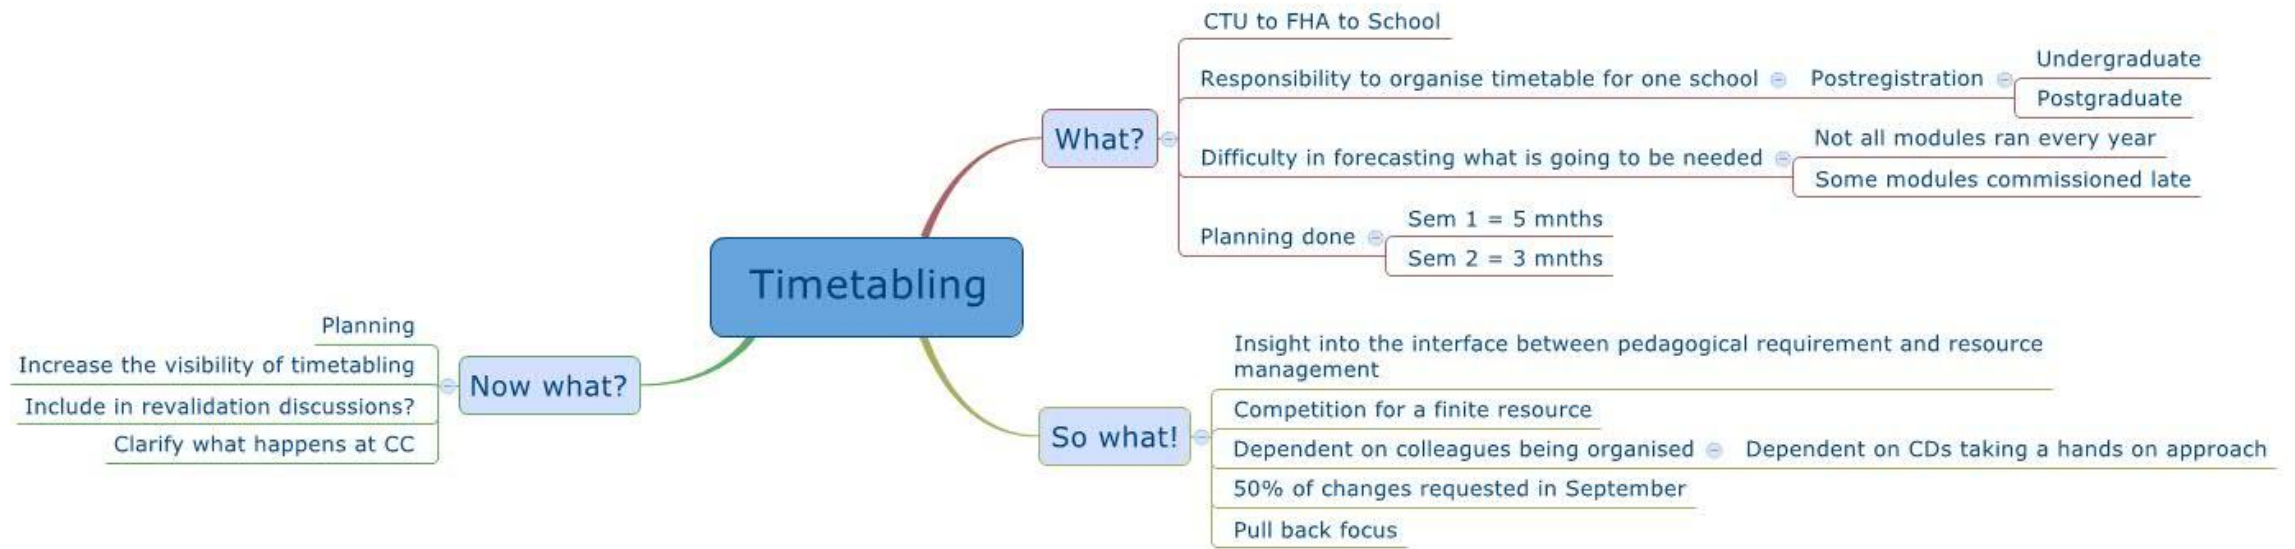 Timetabling
What?
CTU to FHA to School
Responsibility to organise timetable for one school
Postregistration
Undergraduate
Postgraduate
Difficulty in forecasting what is going to be needed
Not all modules ran every year
Some modules commissioned late
Planning done
Sem 1 = 5 mnths
Sem 2 = 3 mnths
So what!
Insight into the interface between pedagogical requirement and resource
management
Competition for a finite resource
Dependent on colleagues being organised
Dependent on CDs taking a hands on approach
50% of changes requested in September
Pull back focus
Now what?
Planning
Increase the visibility of timetabling
Include in revalidation discussions?
Clarify what happens at CC